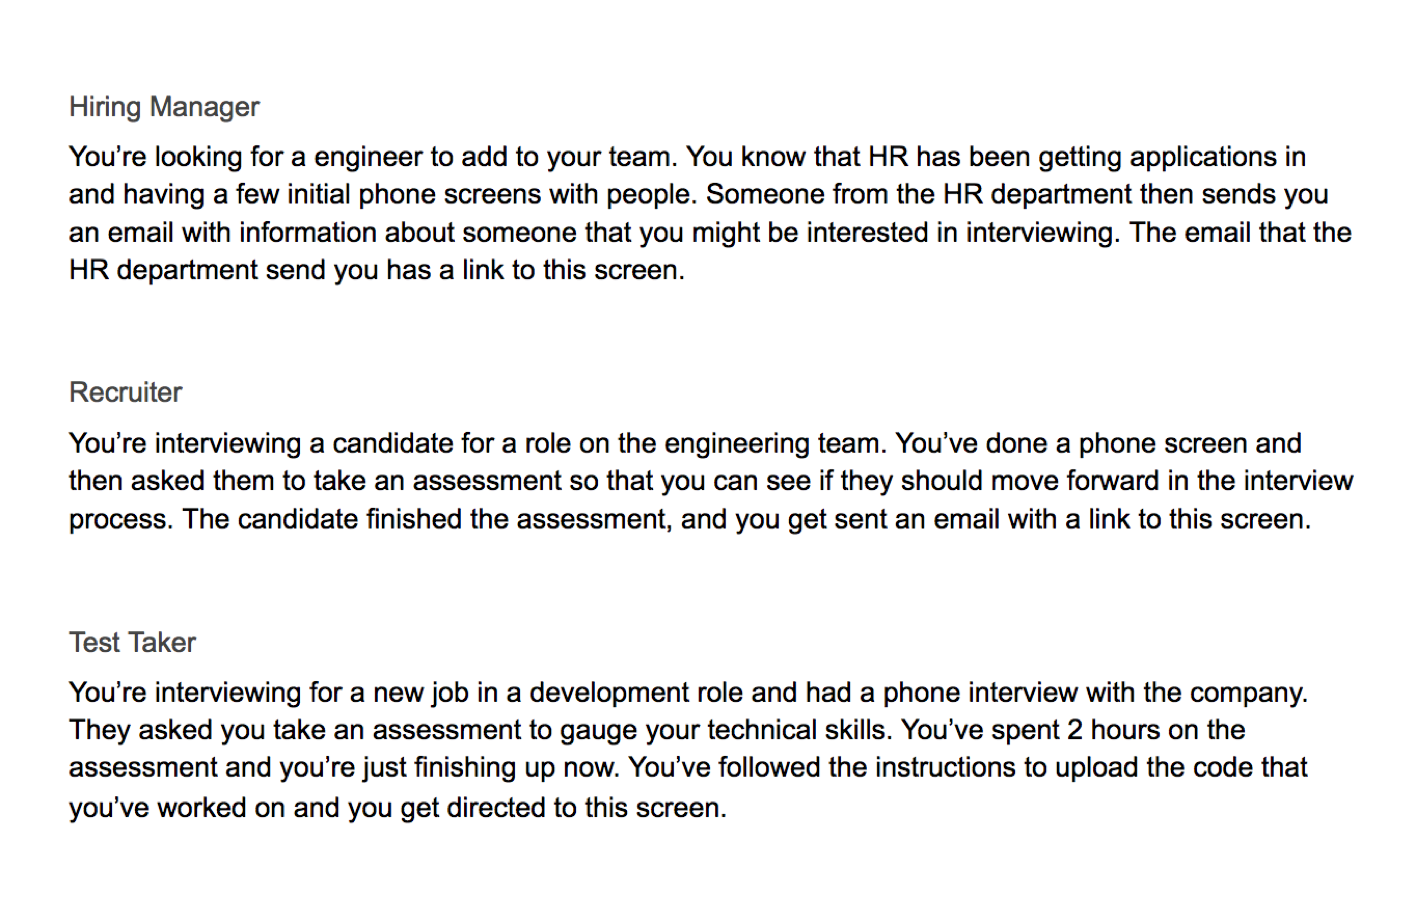 Hiring Manager
You’re looking for a engineer to add to your team. You know that HR has been getting applications in
and having a few initial phone screens with people. Someone from the HR department then sends you
an email with information about someone that you might be interested in interviewing. The email that the
HR department send you has a link to this screen.
Recruiter
You’re interviewing a candidate for a role on the engineering team. You’ve done a phone screen and
then asked them to take an assessment so that you can see if they should move forward in the interview
process. The candidate finished the assessment, and you get sent an email with a link to this screen.
Test Taker
You’re interviewing for a new job in a development role and had a phone interview with the company.
They asked you take an assessment to gauge your technical skills. You’ve spent 2 hours on the
assessment and you’re just finishing up now. You’ve followed the instructions to upload the code that
you’ve worked on and you get directed to this screen.